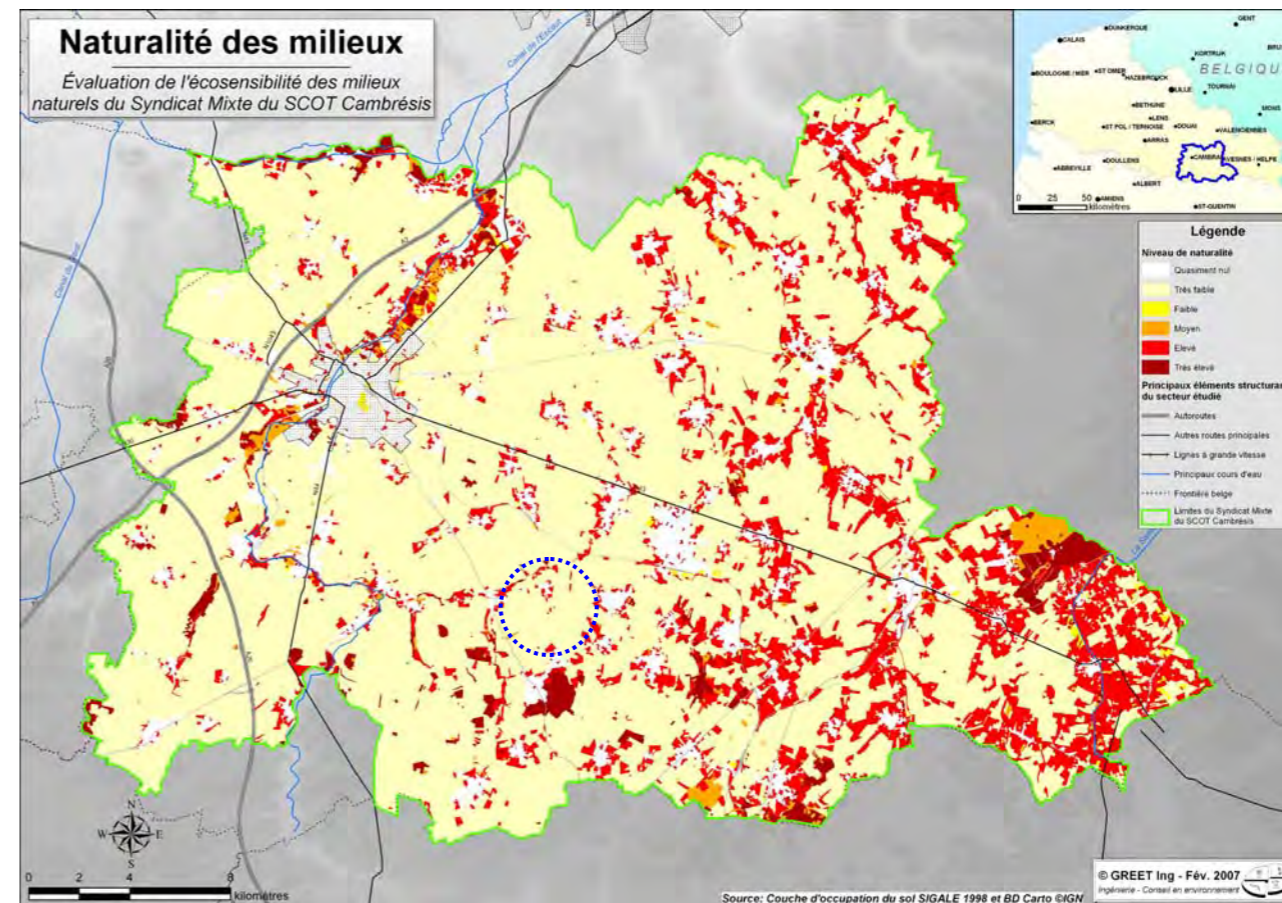 Naturalité des milieux
Évaluation de l'écosensibilité des milieux
naturels du Syndicat Mixte du SCOT Cambrésis
Canal de l'Escaut
DUNKERQUE
GENT
CALAIS
KORTRIJK
BOULOGNE / MER
ST OMER
HAZEBROUCK
BELGIQU
LILLE
TOURNAI
BETHUNE
MONS
LENS
BERCK
ST POL / TERNOISE
DOUAI
VALENCIENNES
ARRAS
CAMBRAI
AVESNES / HELPE
ABBEVILLE
DOULLENS
ALBERT
AMIENS
ST-QUENTIN
0 25 50
kilomètres
Légende
Niveau de naturalité
Quasiment nul
Très faible
Faible
Moyen
Elevé
Très élevé
Principaux éléments structuran
du secteur étudié
Autoroutes
Autres routes principales
Lignes à grande vitesse
Principaux cours d'eau
Frontière belge
Limites du Syndicat Mixte
du SCOT Cambrésis
N
W E
S
0 2 4 8
kilomètres
© GREET Ing - Fév. 2007
Ingénierie - Conseil en environnement
Source: Couche d'occupation du sol SIGALE 1998 et BD Carto ©IGN